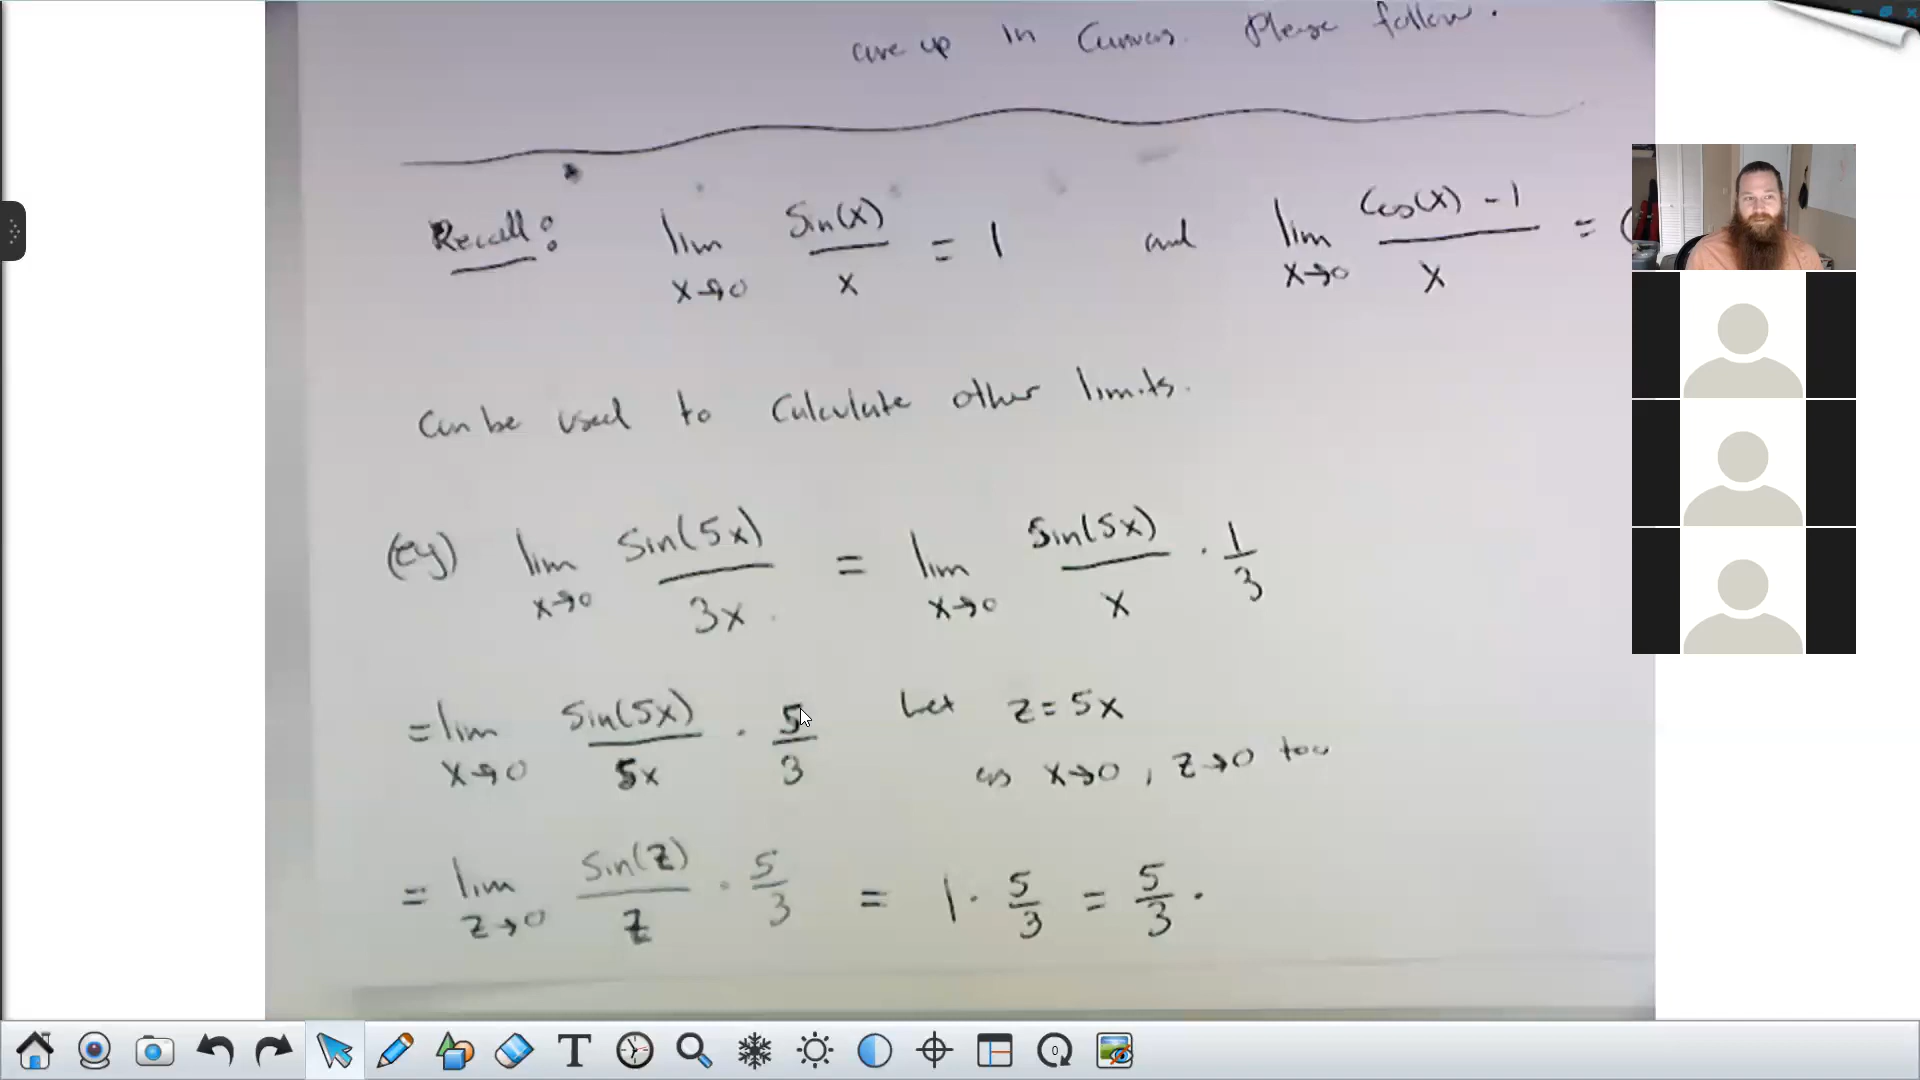 are up in Canvas. Please follow.
Recall: lim x→0 sin(x)/x = 1 and lim x→0 cos(x) - 1/x =
Can be used to calculate other limits.
(eg) lim x→0 sin(5x)/3x = lim x→0 sin(5x)/x · 1/3
= lim x→0 sin(5x)/5x · 5/3 Let z = 5x
as x→0, z→0 too
= lim z→0 sin(z)/z · 5/3 = 1 · 5/3 = 5/3.
T
0